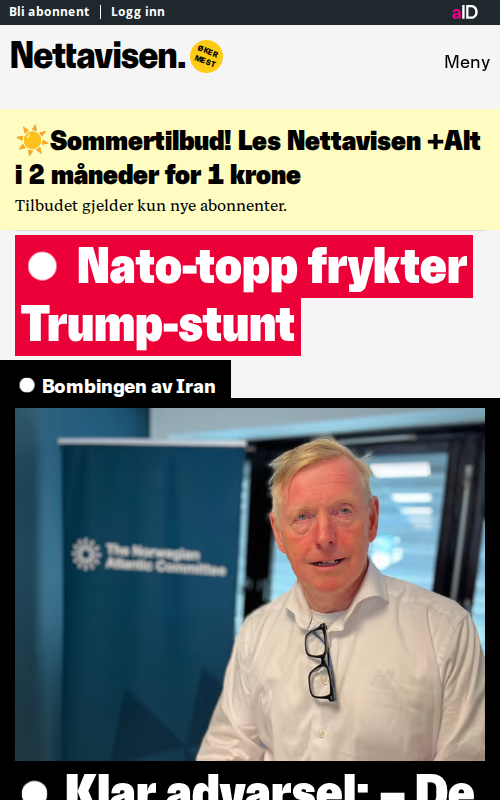 Bli abonnent | Logg inn
aID
Nettavisen.
ØKER
MEST
Meny
☀️Sommertilbud! Les Nettavisen +Alt
i 2 måneder for 1 krone
Tilbudet gjelder kun nye abonnenter.
Nato-topp frykter
Trump-stunt
Bombingen av Iran
The Norwegian
Atlantic Committee
Klar advarsel: – De